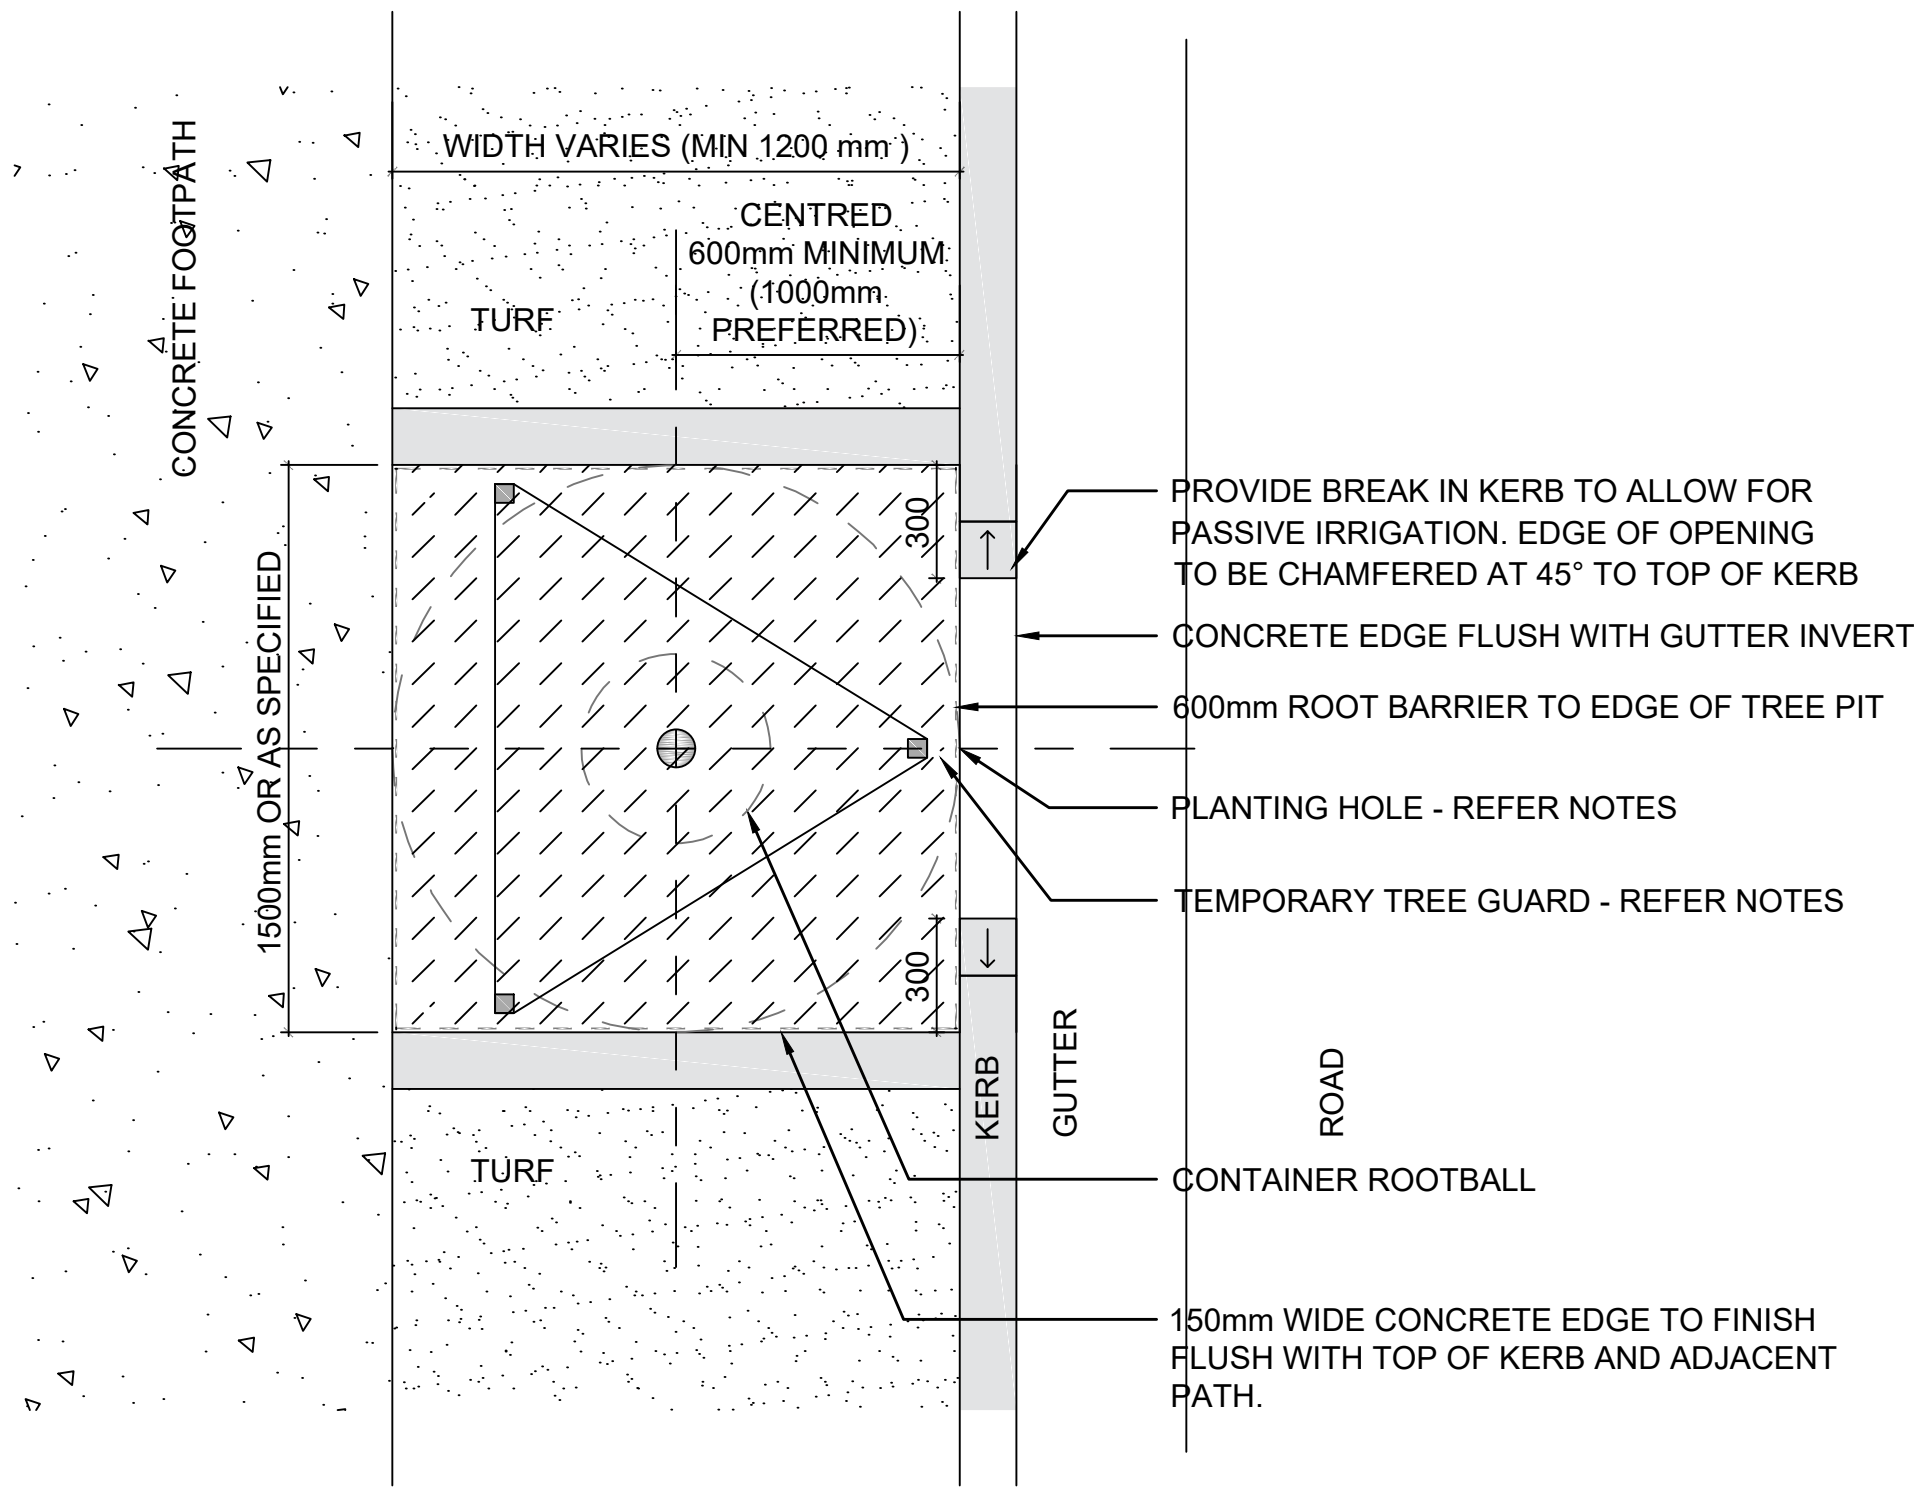 CONCRETE FOOTPATH
WIDTH VARIES (MIN 1200 mm )
CENTRED
600mm MINIMUM
(1000mm
PREFERRED)
TURF
1500mm OR AS SPECIFIED
300
300
PROVIDE BREAK IN KERB TO ALLOW FOR
PASSIVE IRRIGATION. EDGE OF OPENING
TO BE CHAMFERED AT 45° TO TOP OF KERB
CONCRETE EDGE FLUSH WITH GUTTER INVERT
600mm ROOT BARRIER TO EDGE OF TREE PIT
PLANTING HOLE - REFER NOTES
TEMPORARY TREE GUARD - REFER NOTES
KERB
GUTTER
ROAD
TURF
CONTAINER ROOTBALL
150mm WIDE CONCRETE EDGE TO FINISH
FLUSH WITH TOP OF KERB AND ADJACENT
PATH.